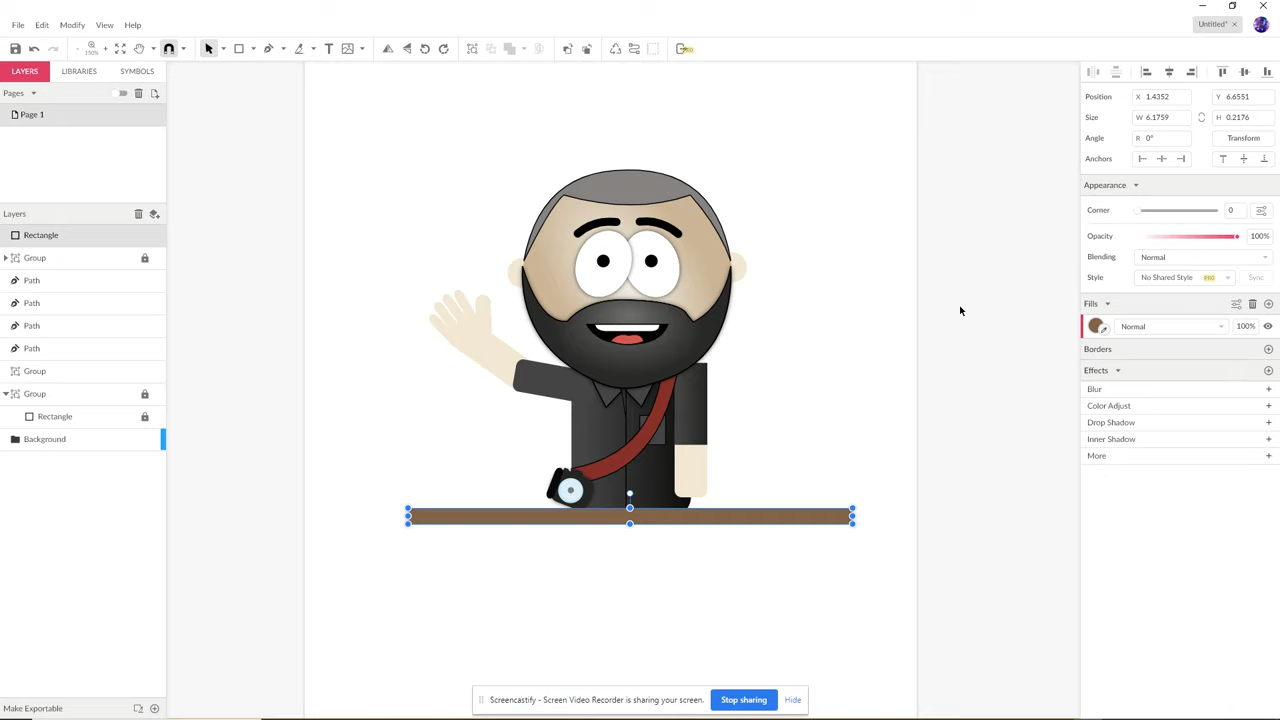 File Edit Modify View Help
Untitled*
150%
PRO
LAYERS LIBRARIES SYMBOLS
Pages
Page 1
Layers
Rectangle
Group
Path
Path
Path
Path
Group
Group
Rectangle
Background
Make Exportable
Position X 1.4352 Y 6.6551
Size W 6.1759 H 0.2176
Angle R 0° Transform
Anchors
Appearance
Corner 0
Opacity 100%
Blending Normal
Style No Shared Style PRO Sync
Fills
Normal 100%
Borders
Effects
Blur +
Color Adjust +
Drop Shadow +
Inner Shadow +
More +
Screencastify - Screen Video Recorder is sharing your screen. Stop sharing Hide